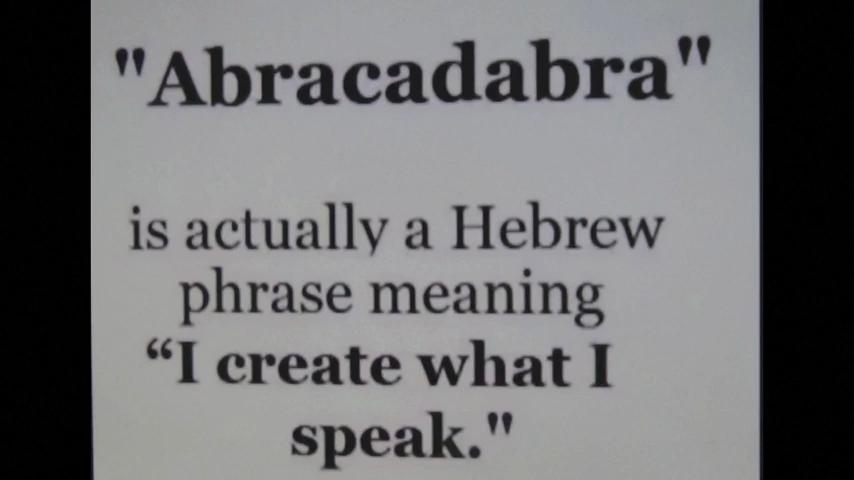 "Abracadabra"
is actually a Hebrew
phrase meaning
“I create what I
speak."